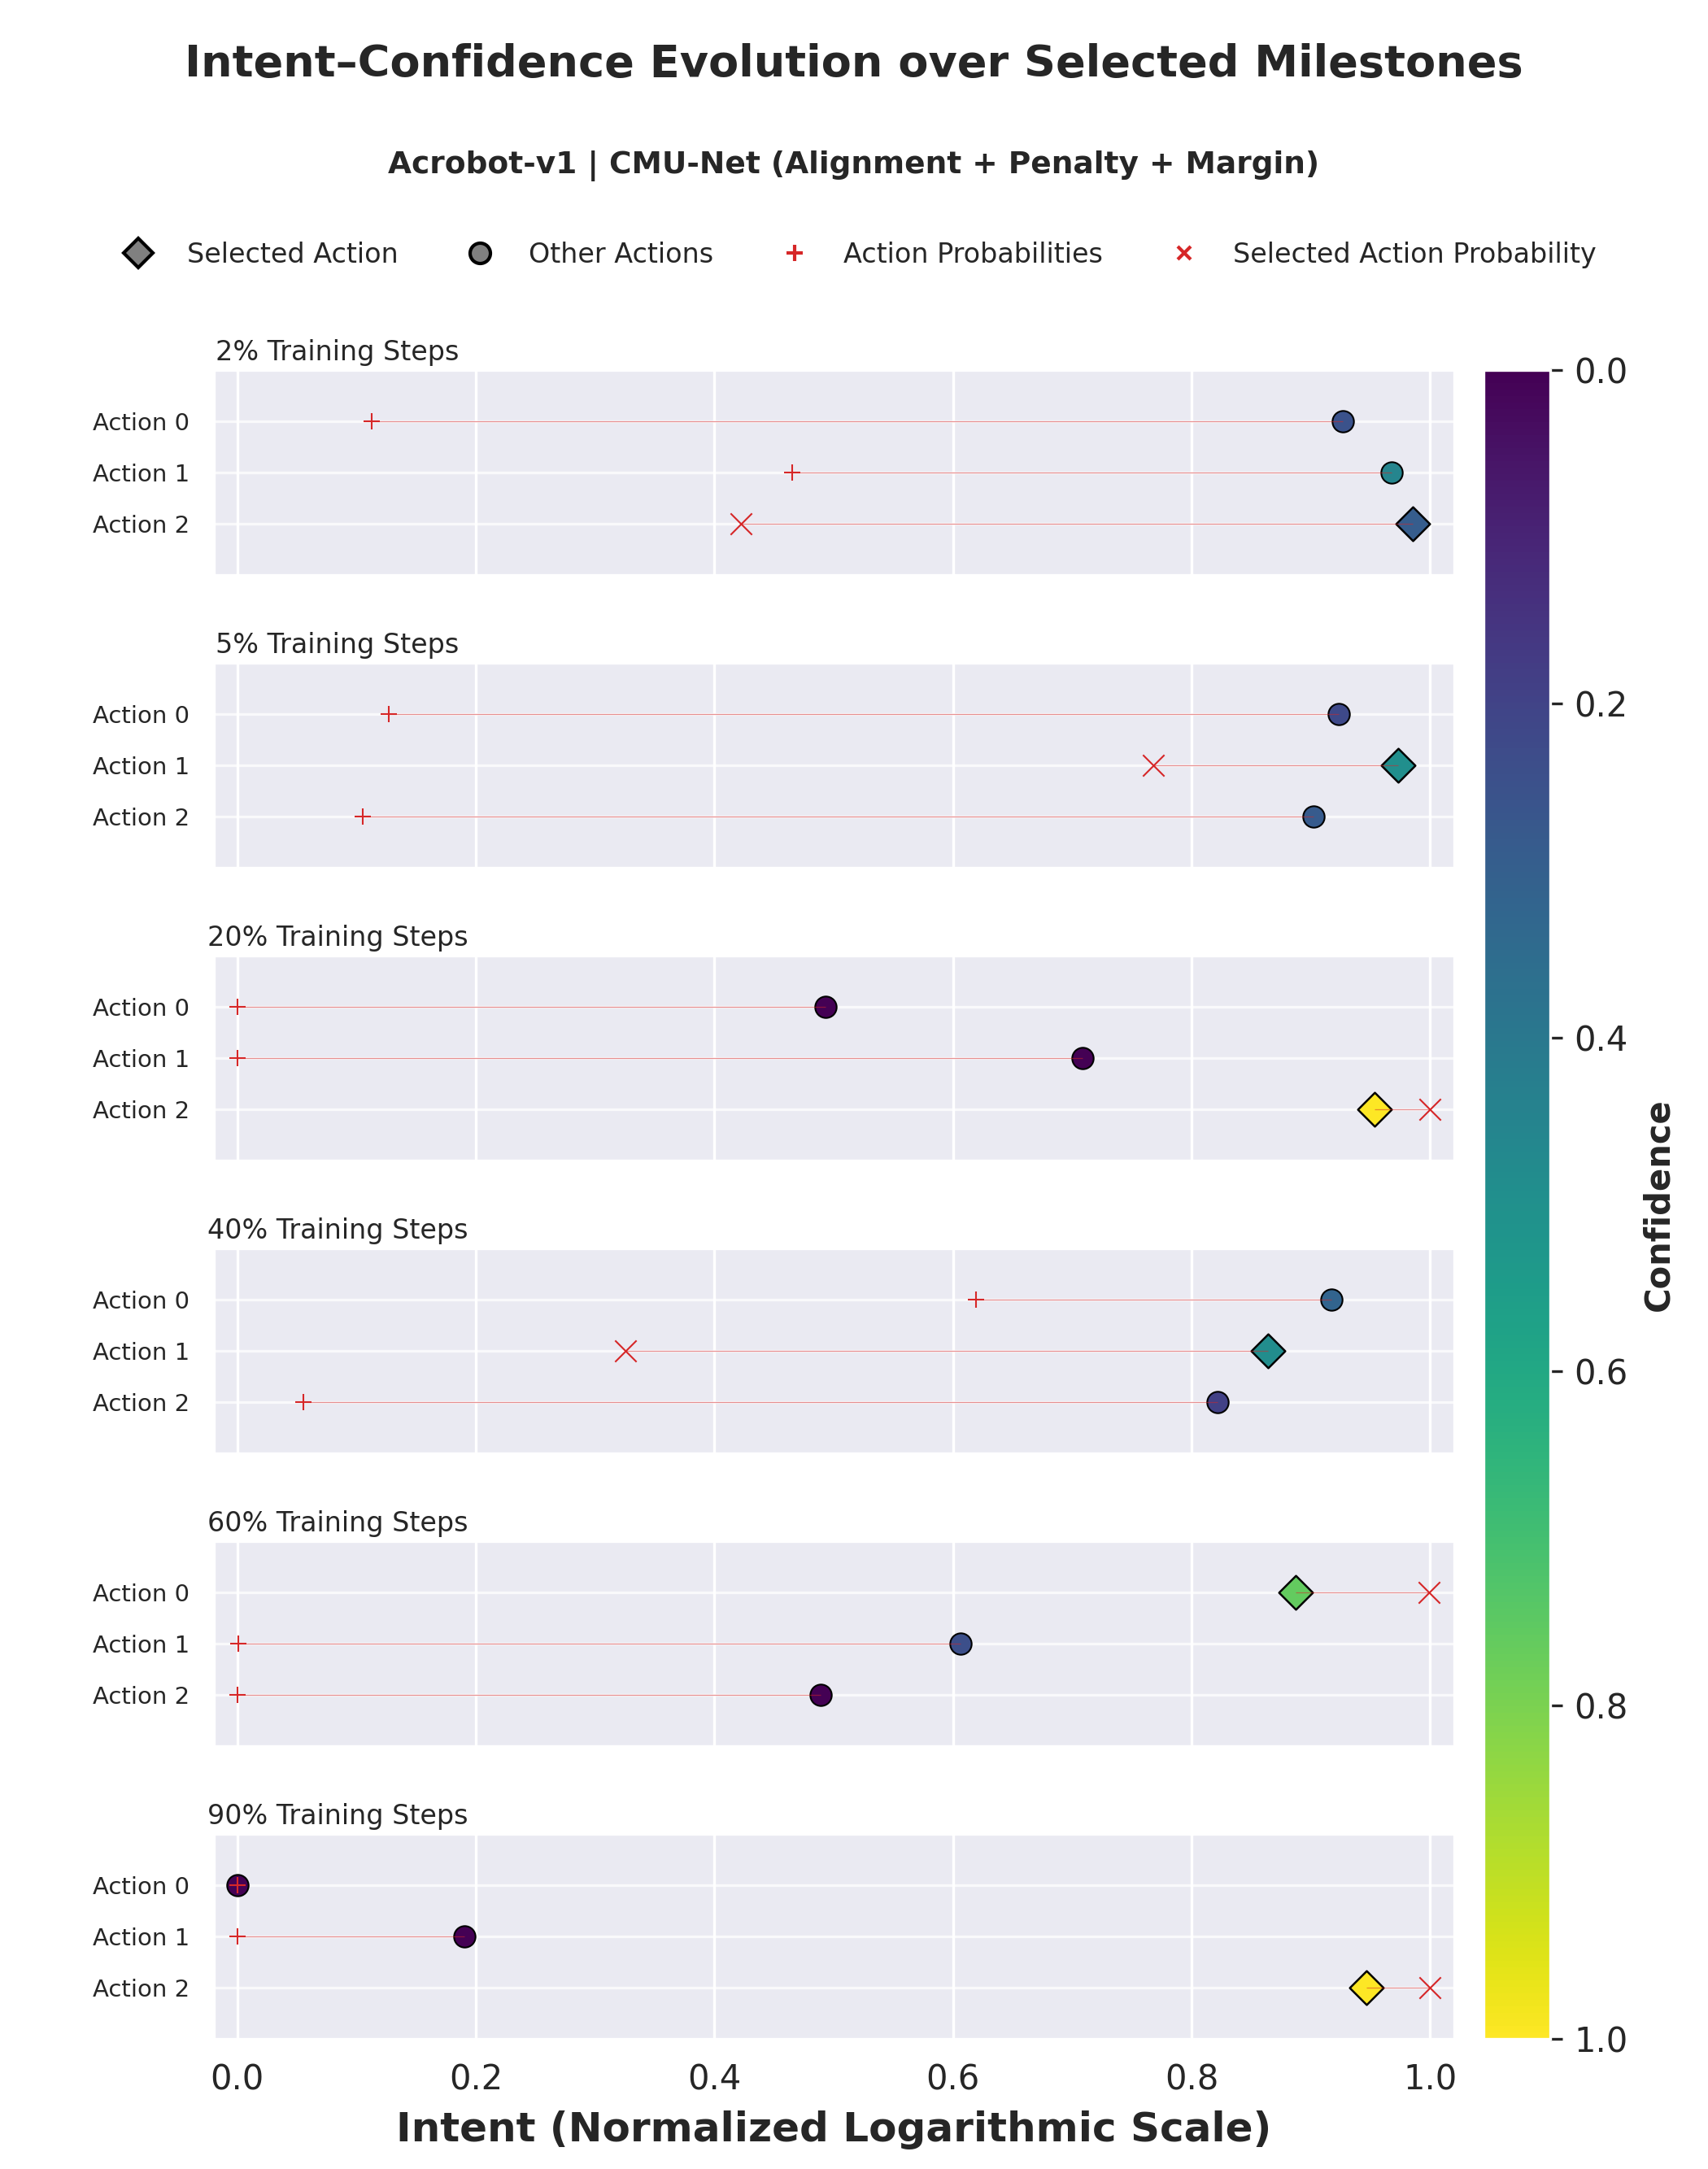 Intent–Confidence Evolution over Selected Milestones
Acrobot-v1 | CMU-Net (Alignment + Penalty + Margin)
Selected Action Other Actions Action Probabilities Selected Action Probability
2% Training Steps
Action 0
Action 1
Action 2
5% Training Steps
Action 0
Action 1
Action 2
20% Training Steps
Action 0
Action 1
Action 2
40% Training Steps
Action 0
Action 1
Action 2
60% Training Steps
Action 0
Action 1
Action 2
90% Training Steps
Action 0
Action 1
Action 2
0.0 0.2 0.4 0.6 0.8 1.0
Intent (Normalized Logarithmic Scale)
0.0
0.2
0.4
0.6
0.8
1.0
Confidence